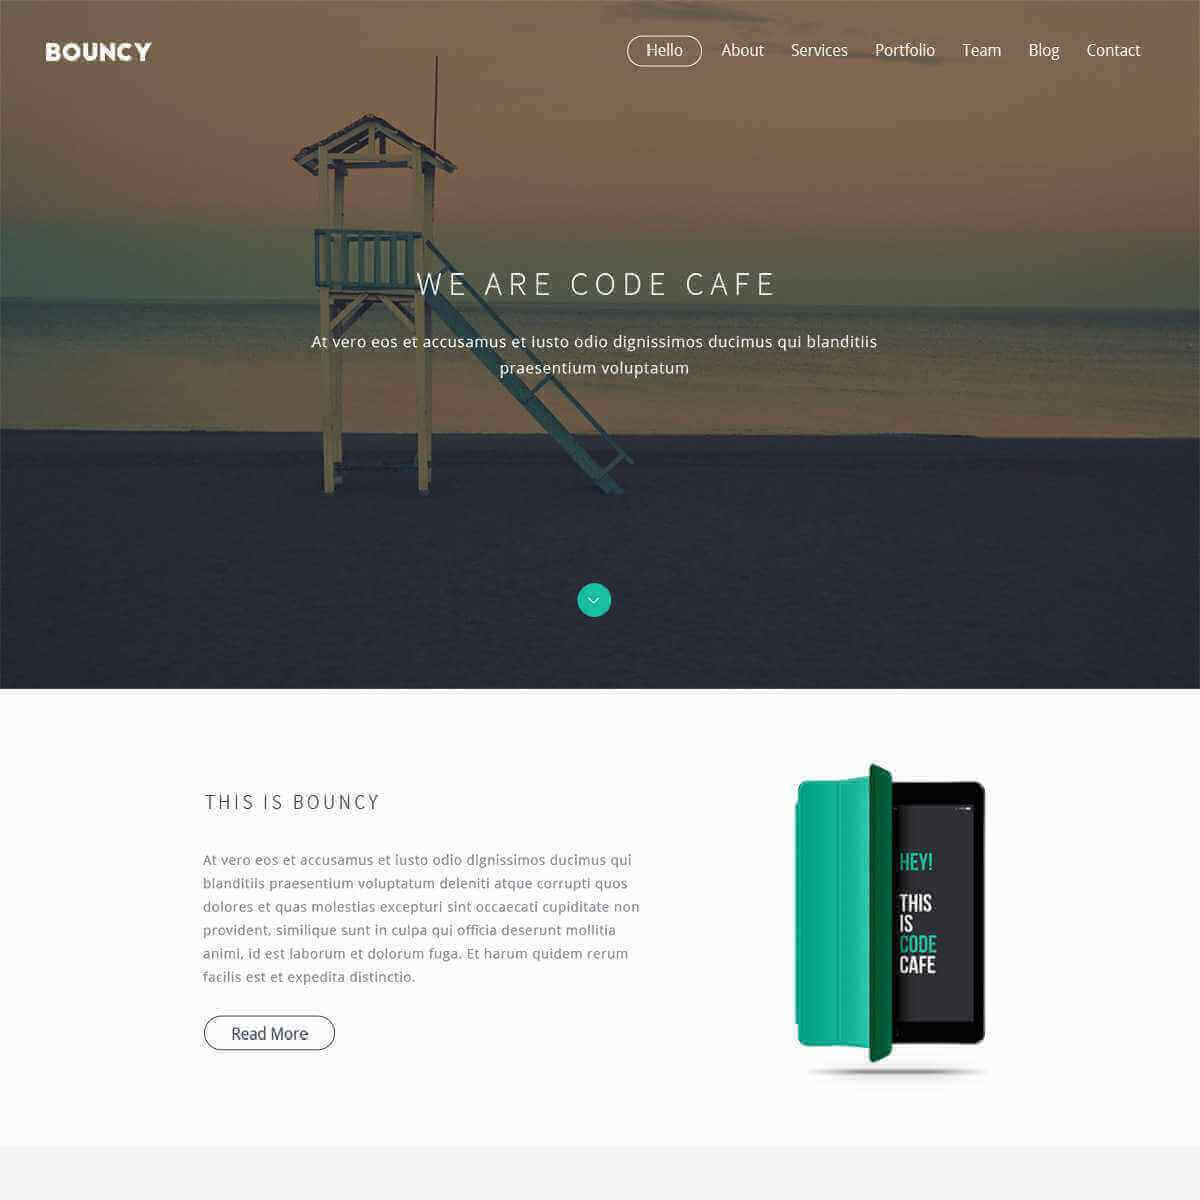 BOUNCY
Hello About Services Portfolio Team Blog Contact
WE ARE CODE CAFE
At vero eos et accusamus et iusto odio dignissimos ducimus qui blanditiis
praesentium voluptatum
THIS IS BOUNCY
At vero eos et accusamus et iusto odio dignissimos ducimus qui
blanditiis praesentium voluptatum deleniti atque corrupti quos
dolores et quas molestias excepturi sint occaecati cupiditate non
provident, similique sunt in culpa qui officia deserunt mollitia
animi, id est laborum et dolorum fuga. Et harum quidem rerum
facilis est et expedita distinctio.
Read More
HEY!
THIS
IS
CODE
CAFE